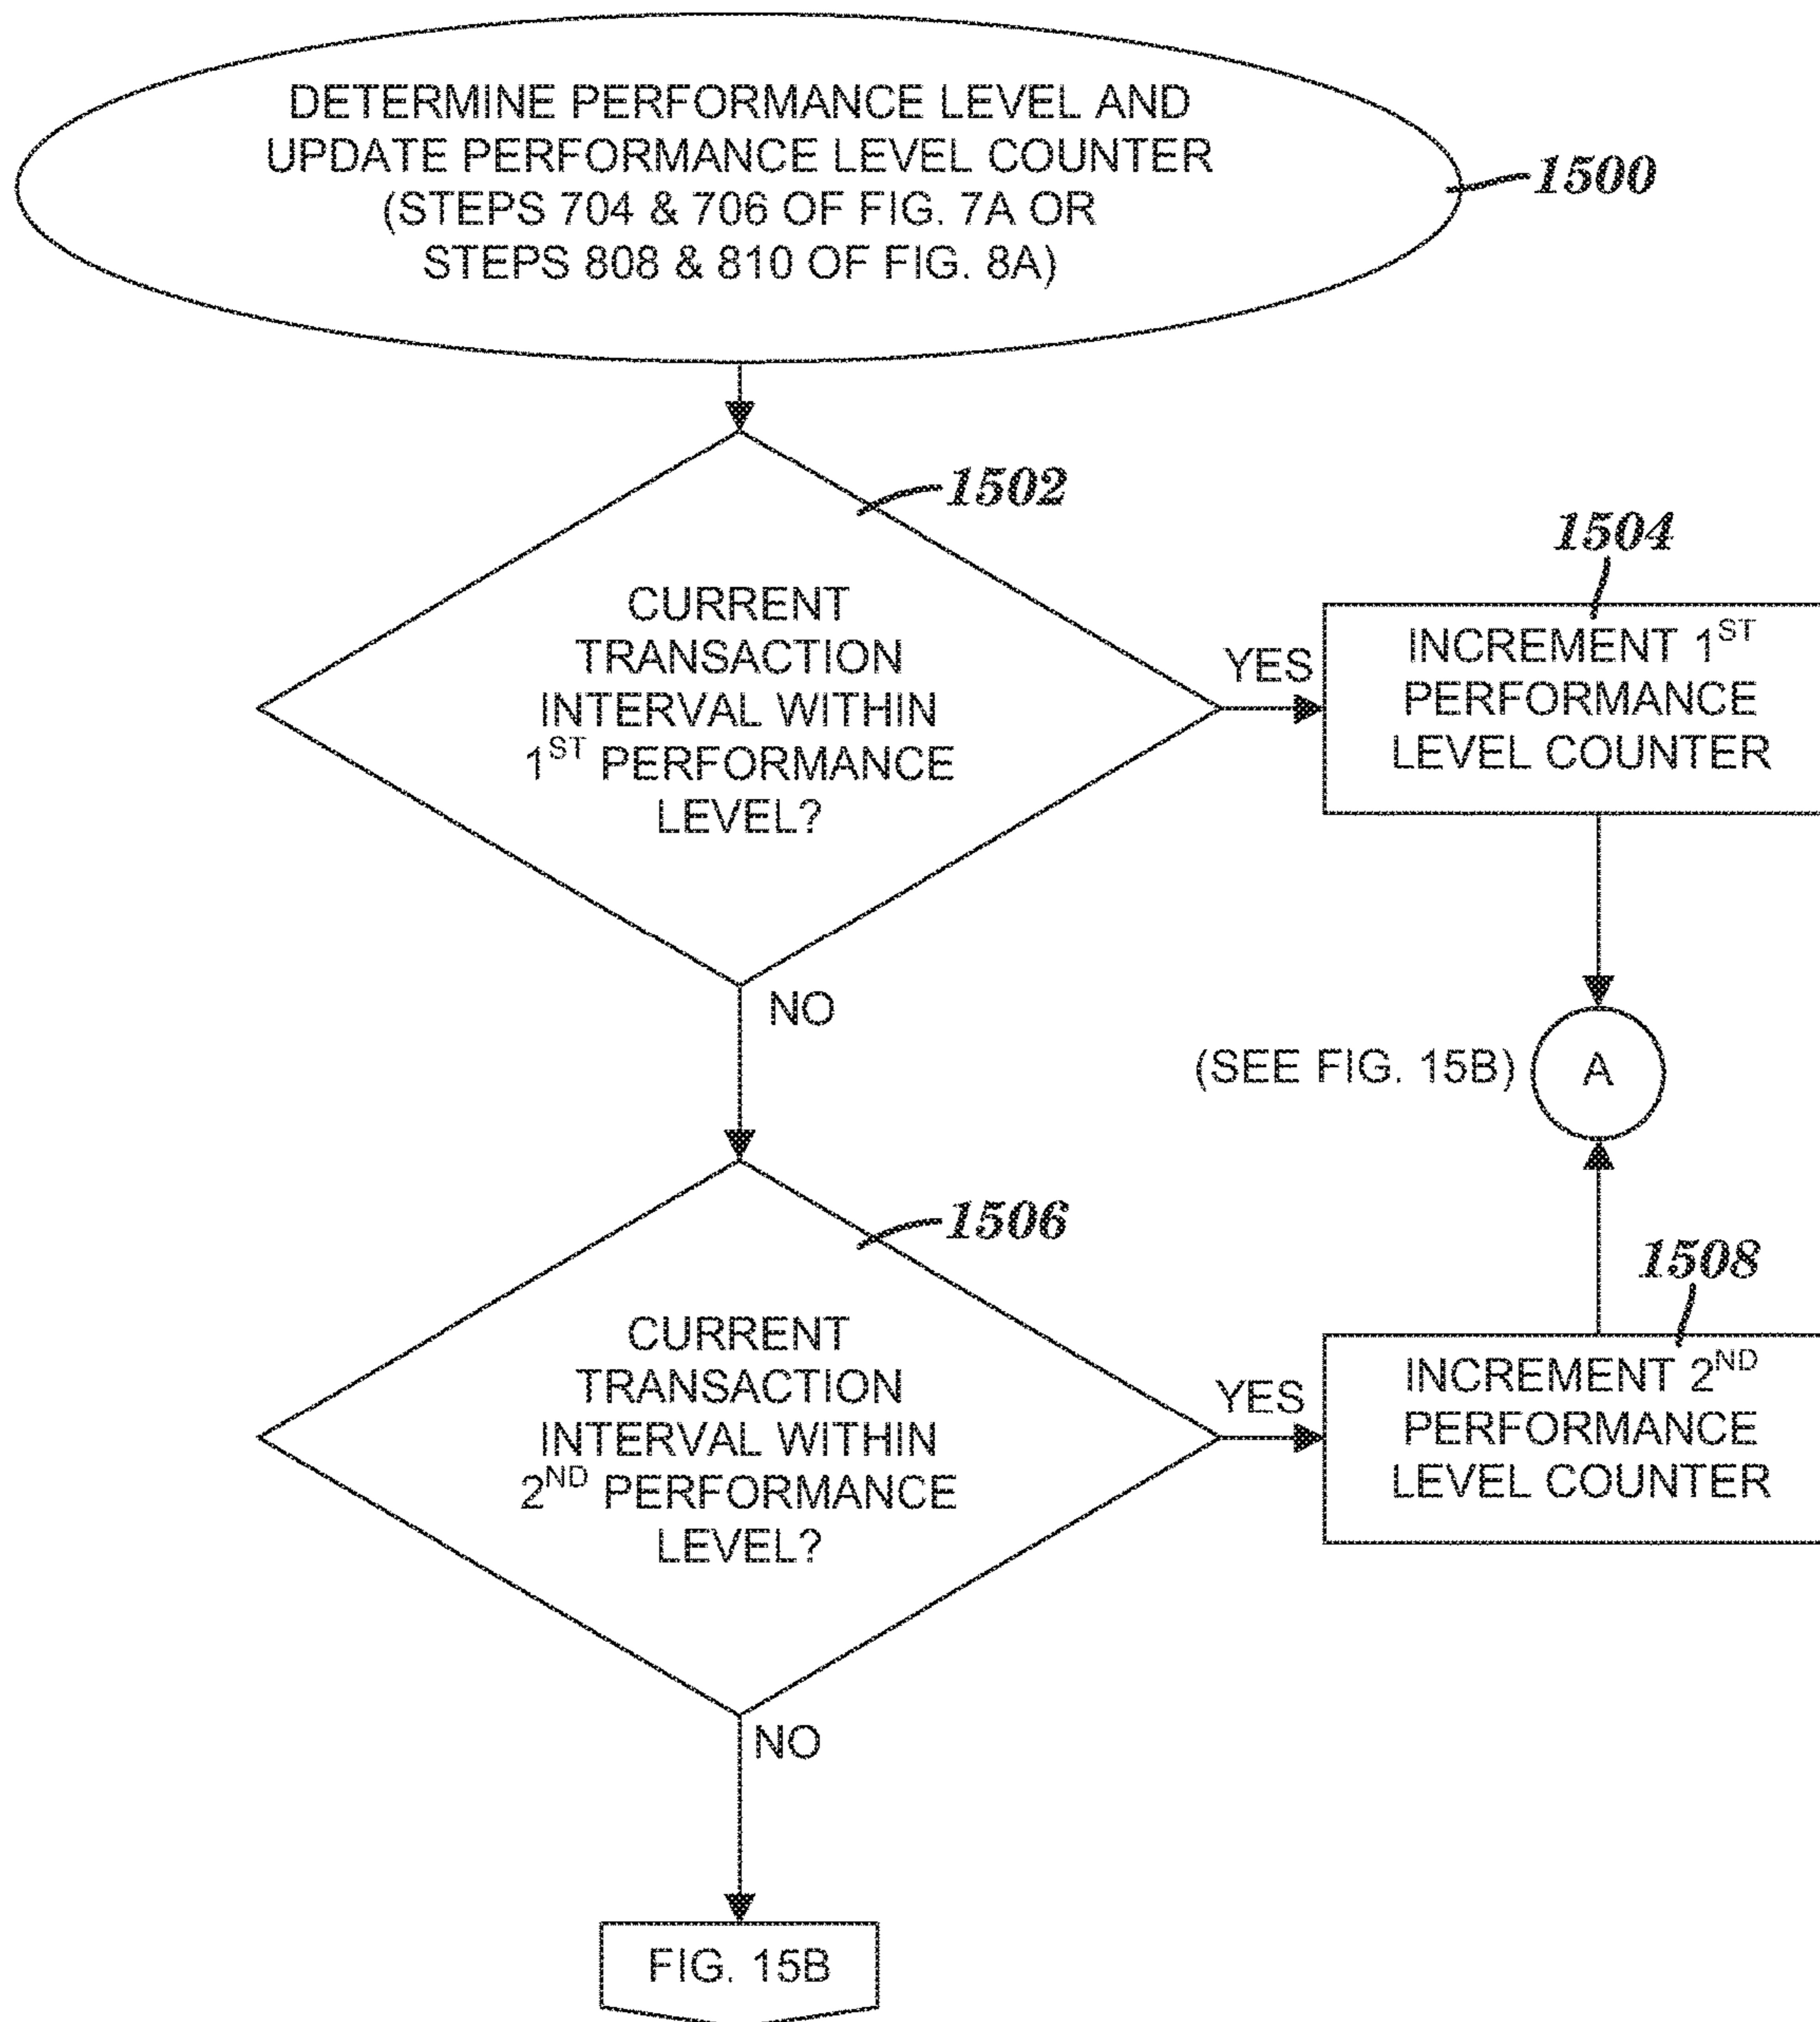 DETERMINE PERFORMANCE LEVEL AND
UPDATE PERFORMANCE LEVEL COUNTER
(STEPS 704 & 706 OF FIG. 7A OR
STEPS 808 & 810 OF FIG. 8A)
1500
1502
CURRENT
TRANSACTION
INTERVAL WITHIN
1ST PERFORMANCE
LEVEL?
YES
1504
INCREMENT 1ST
PERFORMANCE
LEVEL COUNTER
NO
(SEE FIG. 15B)
A
1506
CURRENT
TRANSACTION
INTERVAL WITHIN
2ND PERFORMANCE
LEVEL?
YES
1508
INCREMENT 2ND
PERFORMANCE
LEVEL COUNTER
NO
FIG. 15B